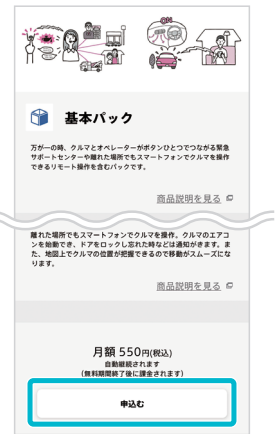 ON
基本パック
万が一の時、クルマとオペレーターがボタンひとつでつながる緊急
サポートセンターや離れた場所でもスマートフォンでクルマを操作
できるリモート操作を含むパックです。
商品説明を見る
離れた場所でもスマートフォンでクルマを操作。クルマのエアコ
ンを始動でき、ドアをロックし忘れた時などは通知がきます。ま
た、地図上でクルマの位置が把握できるので移動がスムーズにな
ります。
商品説明を見る
月額 550円(税込)
自動継続されます
(無料期間終了後に課金されます)
申込む